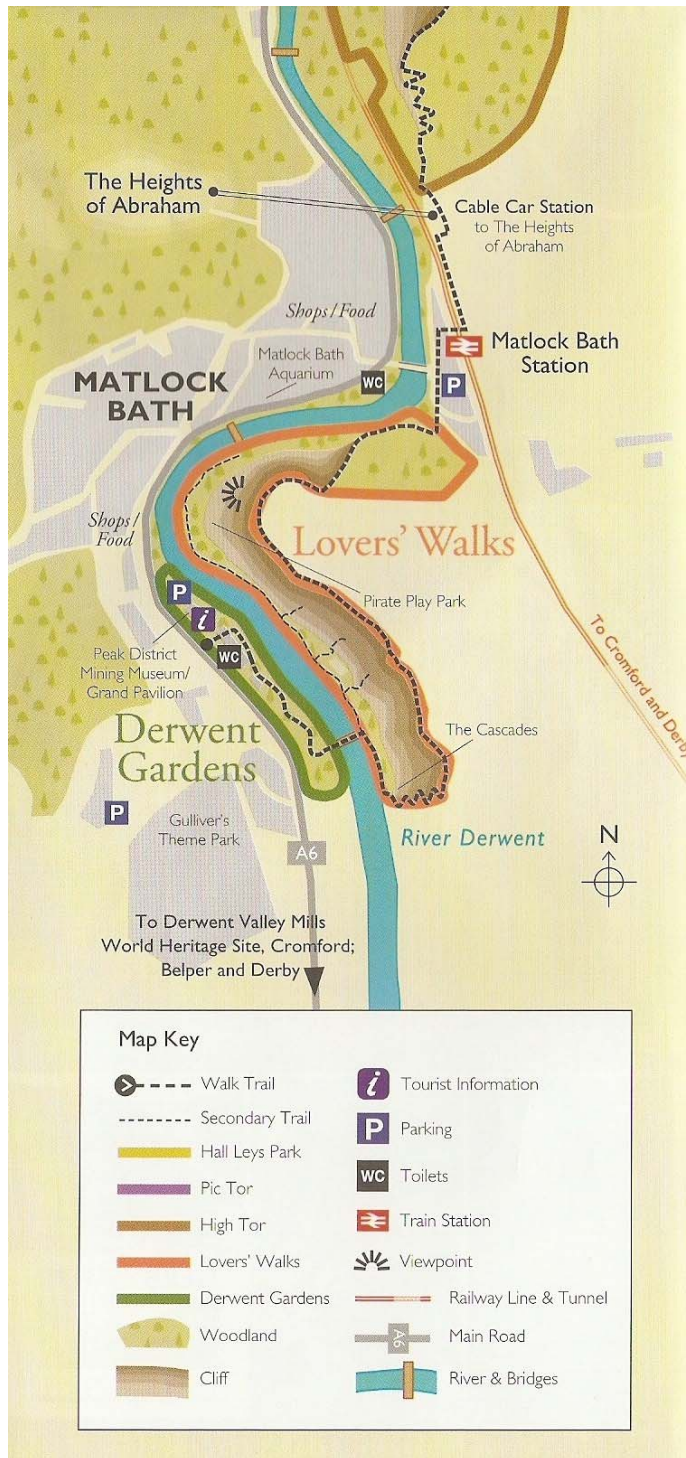 The Heights
of Abraham
Cable Car Station
to The Heights
of Abraham
Shops/Food
Matlock Bath
Station
Matlock Bath
Aquarium
WC
P
MATLOCK
BATH
Shops/
Food
Lovers' Walks
Pirate Play Park
P
i
WC
Peak District
Mining Museum/
Grand Pavilion
To Cromford and Derby
Derwent
Gardens
The Cascades
P
Gulliver's
Theme Park
River Derwent
N
A6
To Derwent Valley Mills
World Heritage Site, Cromford;
Belper and Derby
Map Key
Walk Trail
Secondary Trail
Hall Leys Park
Pic Tor
High Tor
Lovers' Walks
Derwent Gardens
Woodland
Cliff
i Tourist Information
P Parking
WC Toilets
Train Station
Viewpoint
Railway Line & Tunnel
A6 Main Road
River & Bridges